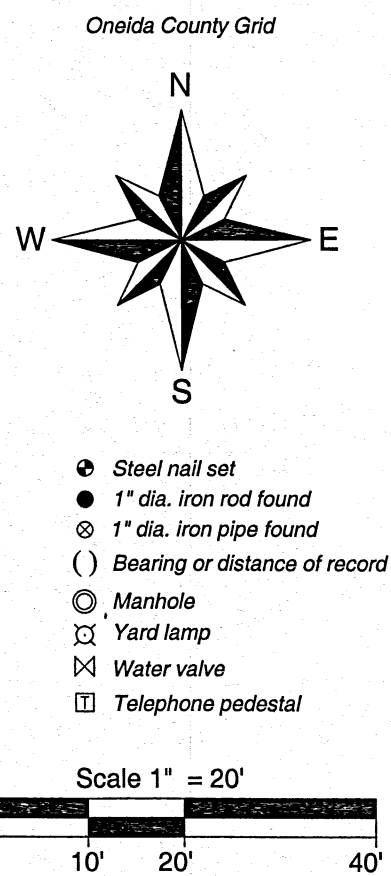 Oneida County Grid
N
W E
S
Steel nail set
1" dia. iron rod found
1" dia. iron pipe found
( ) Bearing or distance of record
Manhole
Yard lamp
Water valve
T Telephone pedestal
Scale 1" = 20'
10' 20' 40'